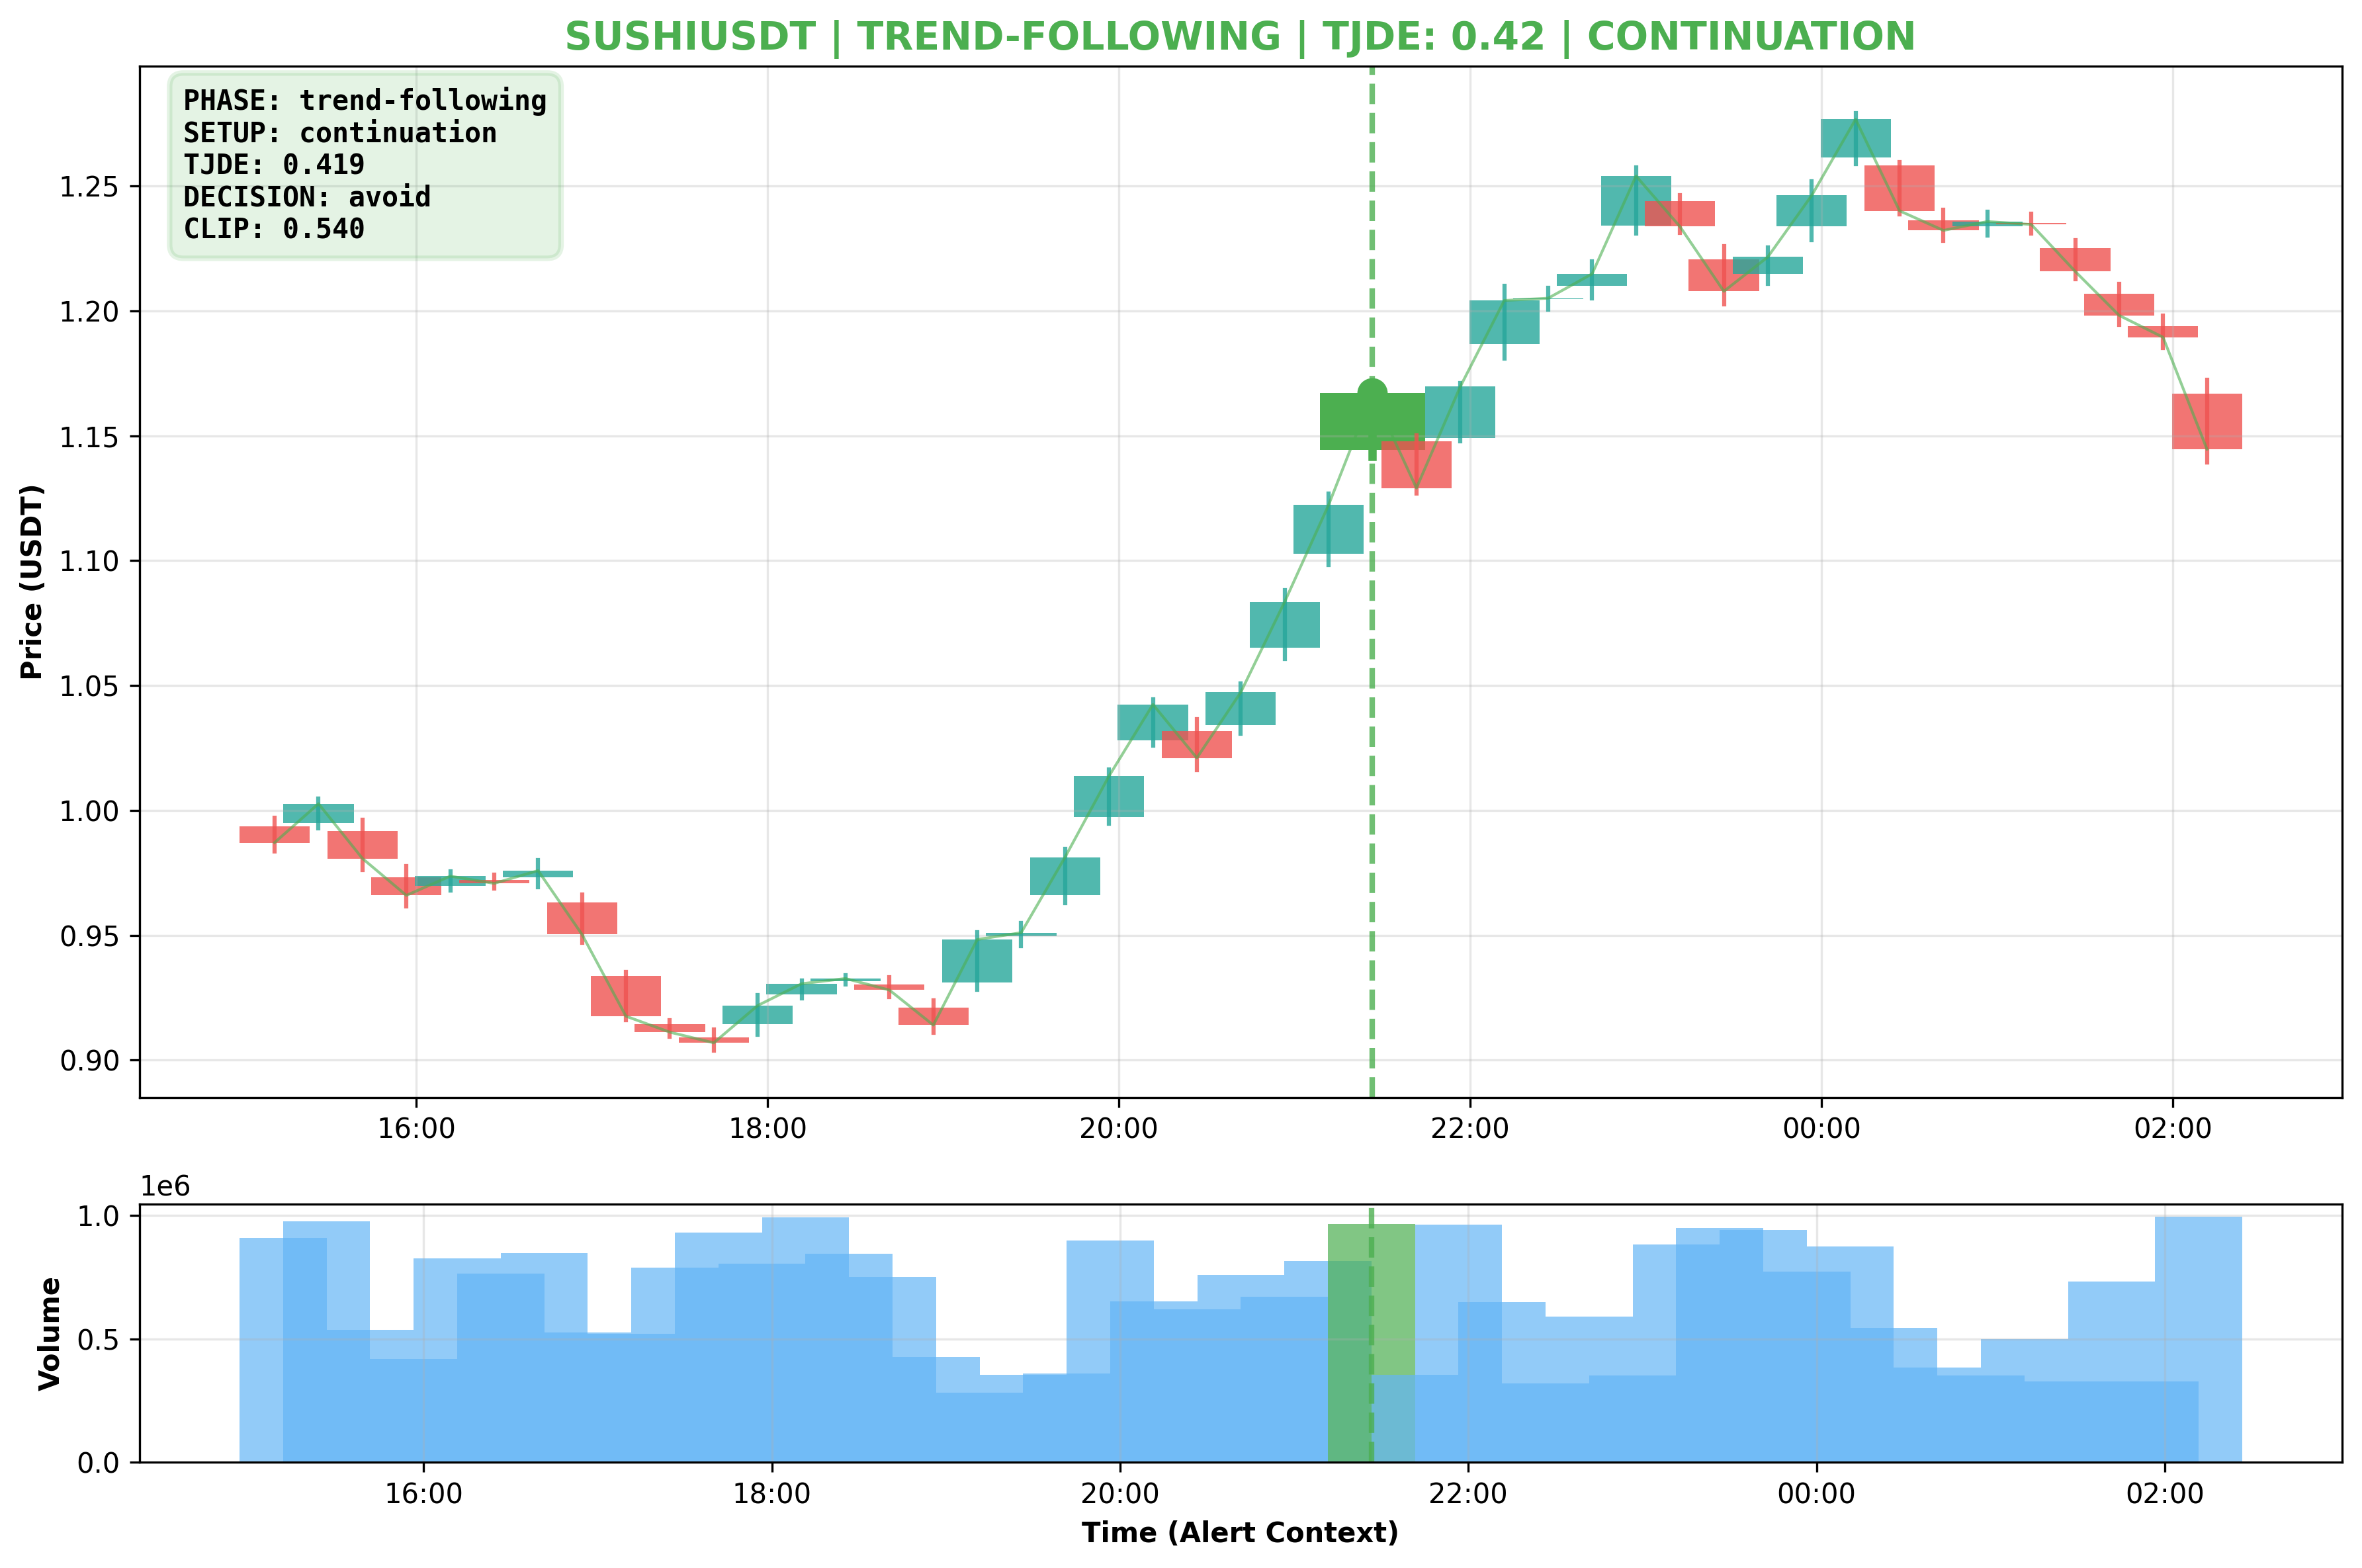 SUSHIUSDT | TREND-FOLLOWING | TJDE: 0.42 | CONTINUATION
PHASE: trend-following
SETUP: continuation
TJDE: 0.419
DECISION: avoid
CLIP: 0.540
Price (USDT)
1.25
1.20
1.15
1.10
1.05
1.00
0.95
0.90
16:00 18:00 20:00 22:00 00:00 02:00
1e6
Volume
1.0
0.5
0.0
16:00 18:00 20:00 22:00 00:00 02:00
Time (Alert Context)